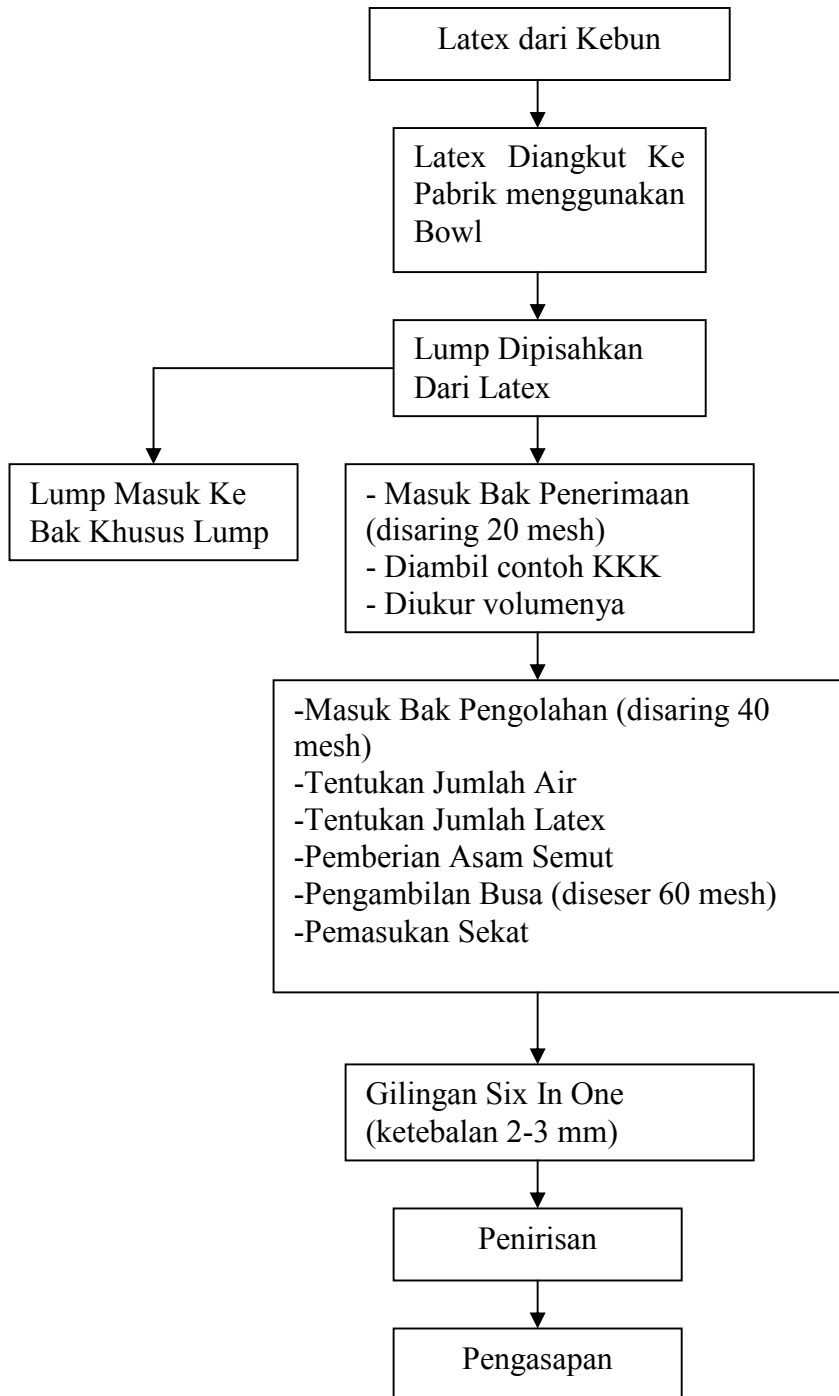 Latex dari Kebun
Latex Diangkut Ke
Pabrik menggunakan
Bowl
Lump Dipisahkan
Dari Latex
Lump Masuk Ke
Bak Khusus Lump
- Masuk Bak Penerimaan
(disaring 20 mesh)
- Diambil contoh KKK
- Diukur volumenya
-Masuk Bak Pengolahan (disaring 40
mesh)
-Tentukan Jumlah Air
-Tentukan Jumlah Latex
-Pemberian Asam Semut
-Pengambilan Busa (diseser 60 mesh)
-Pemasukan Sekat
Gilingan Six In One
(ketebalan 2-3 mm)
Penirisan
Pengasapan